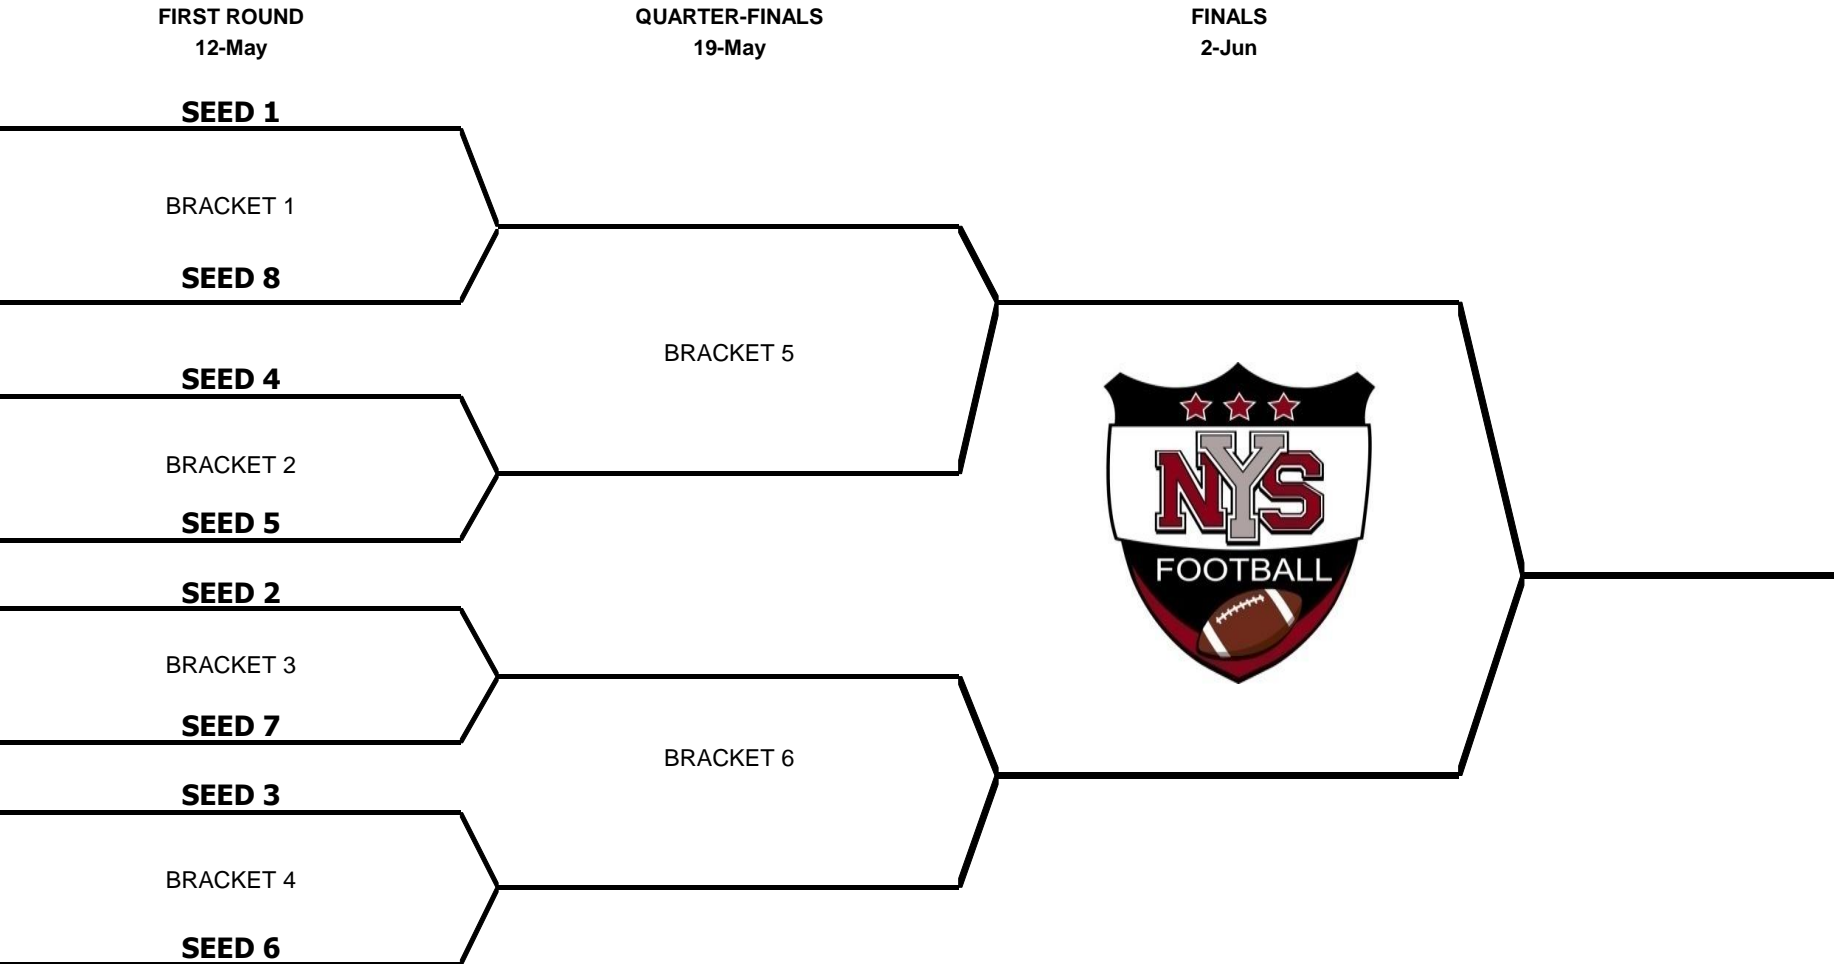 FIRST ROUND
12-May
QUARTER-FINALS
19-May
FINALS
2-Jun
SEED 1
BRACKET 1
SEED 8
BRACKET 5
SEED 4
BRACKET 2
SEED 5
SEED 2
BRACKET 3
SEED 7
BRACKET 6
SEED 3
BRACKET 4
SEED 6
NYS
FOOTBALL